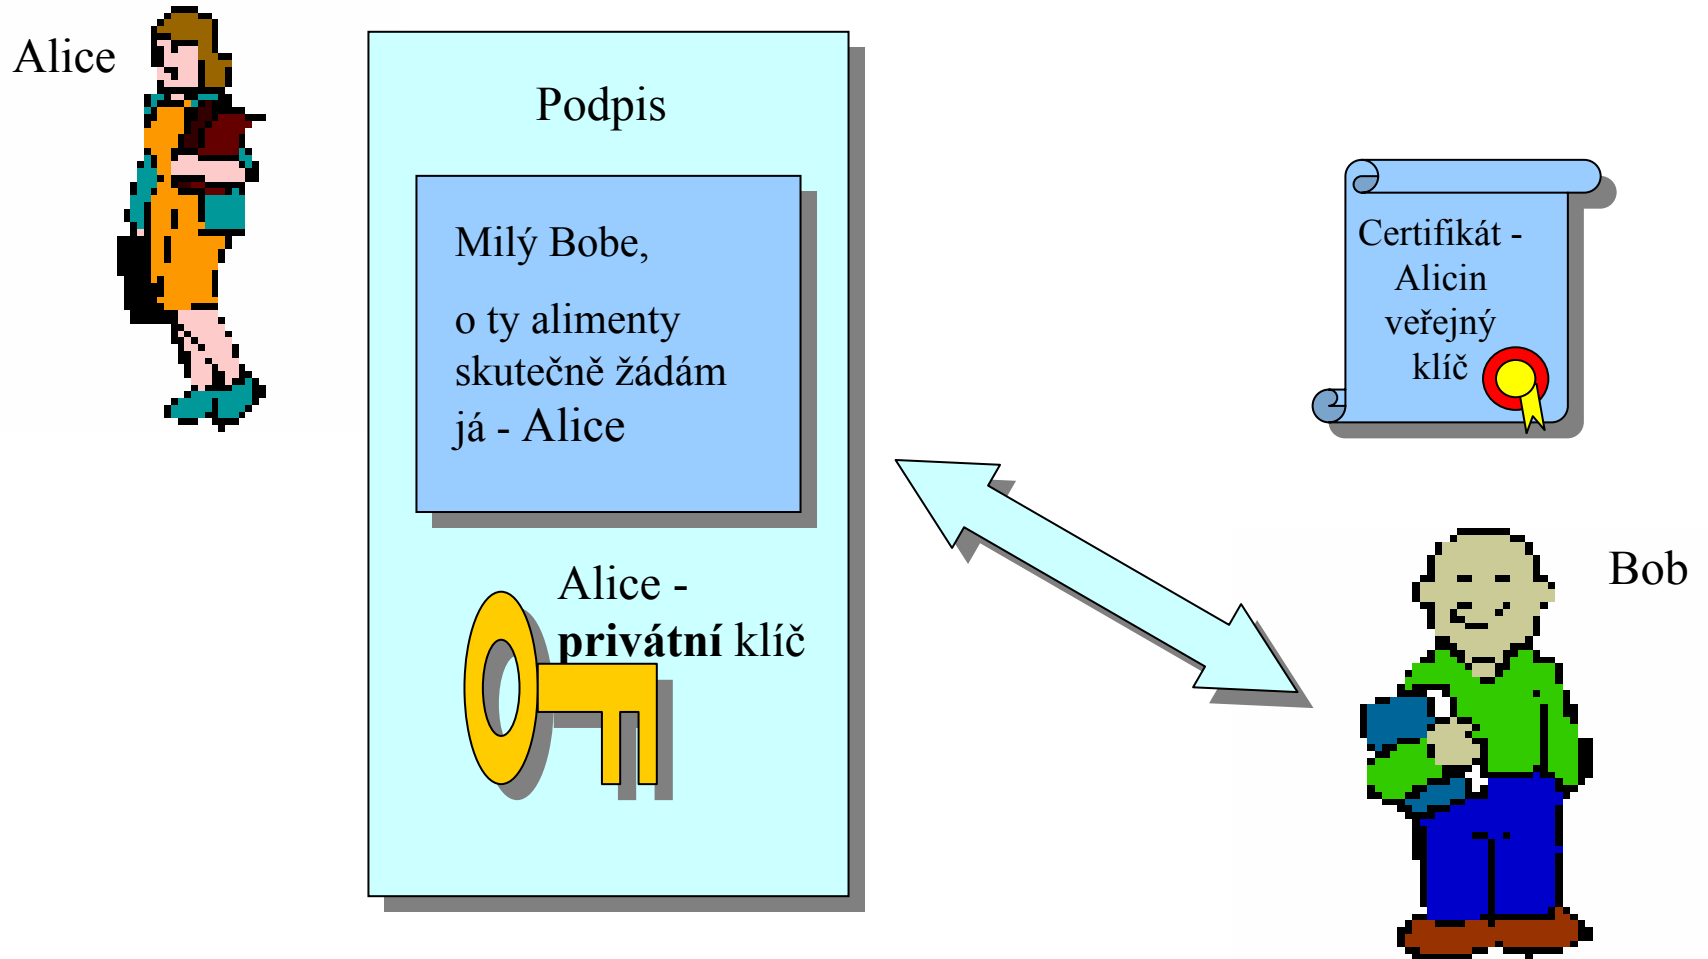 Alice
Podpis
Milý Bobe,
o ty alimenty
skutečně žádám
já - Alice
Alice -
privátní klíč
Certifikát -
Alicin
veřejný
klíč
Bob